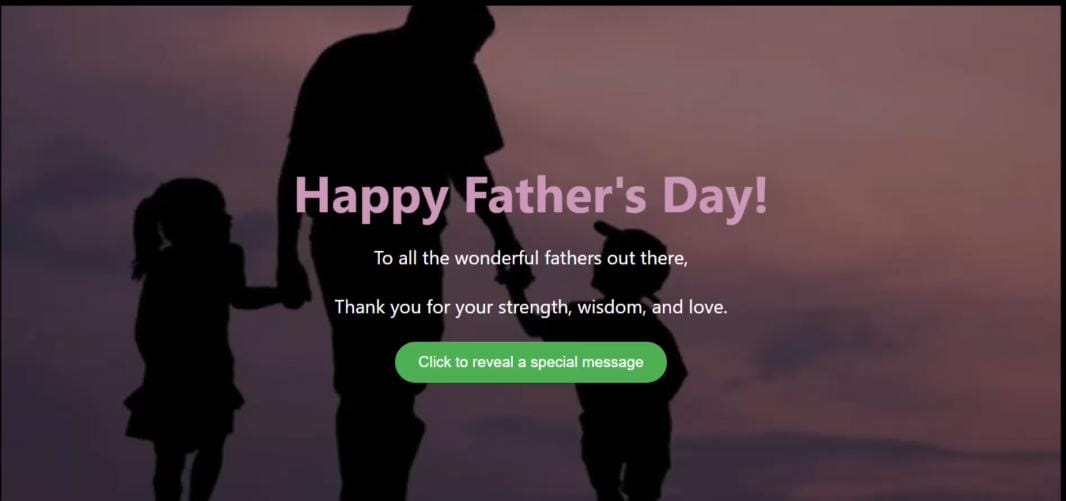 Happy Father's Day!
To all the wonderful fathers out there,
Thank you for your strength, wisdom, and love.
Click to reveal a special message